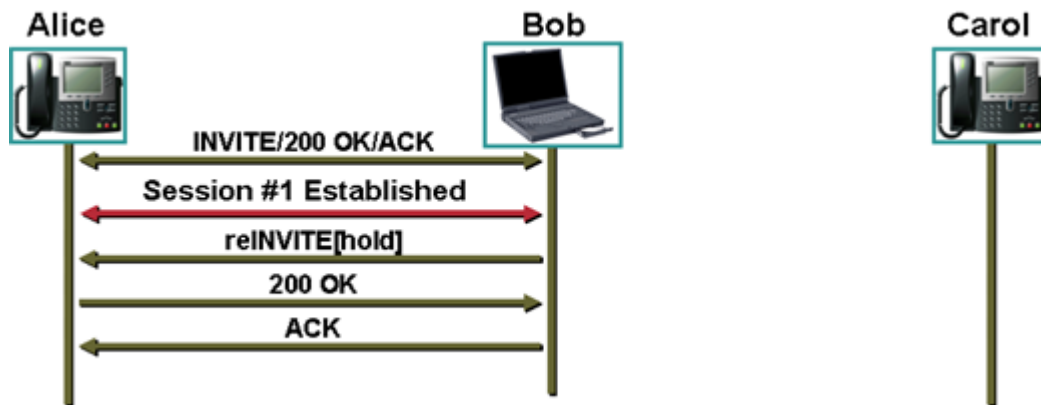 Alice
Bob
Carol
INVITE/200 OK/ACK
Session #1 Established
reINVITE[hold]
200 OK
ACK